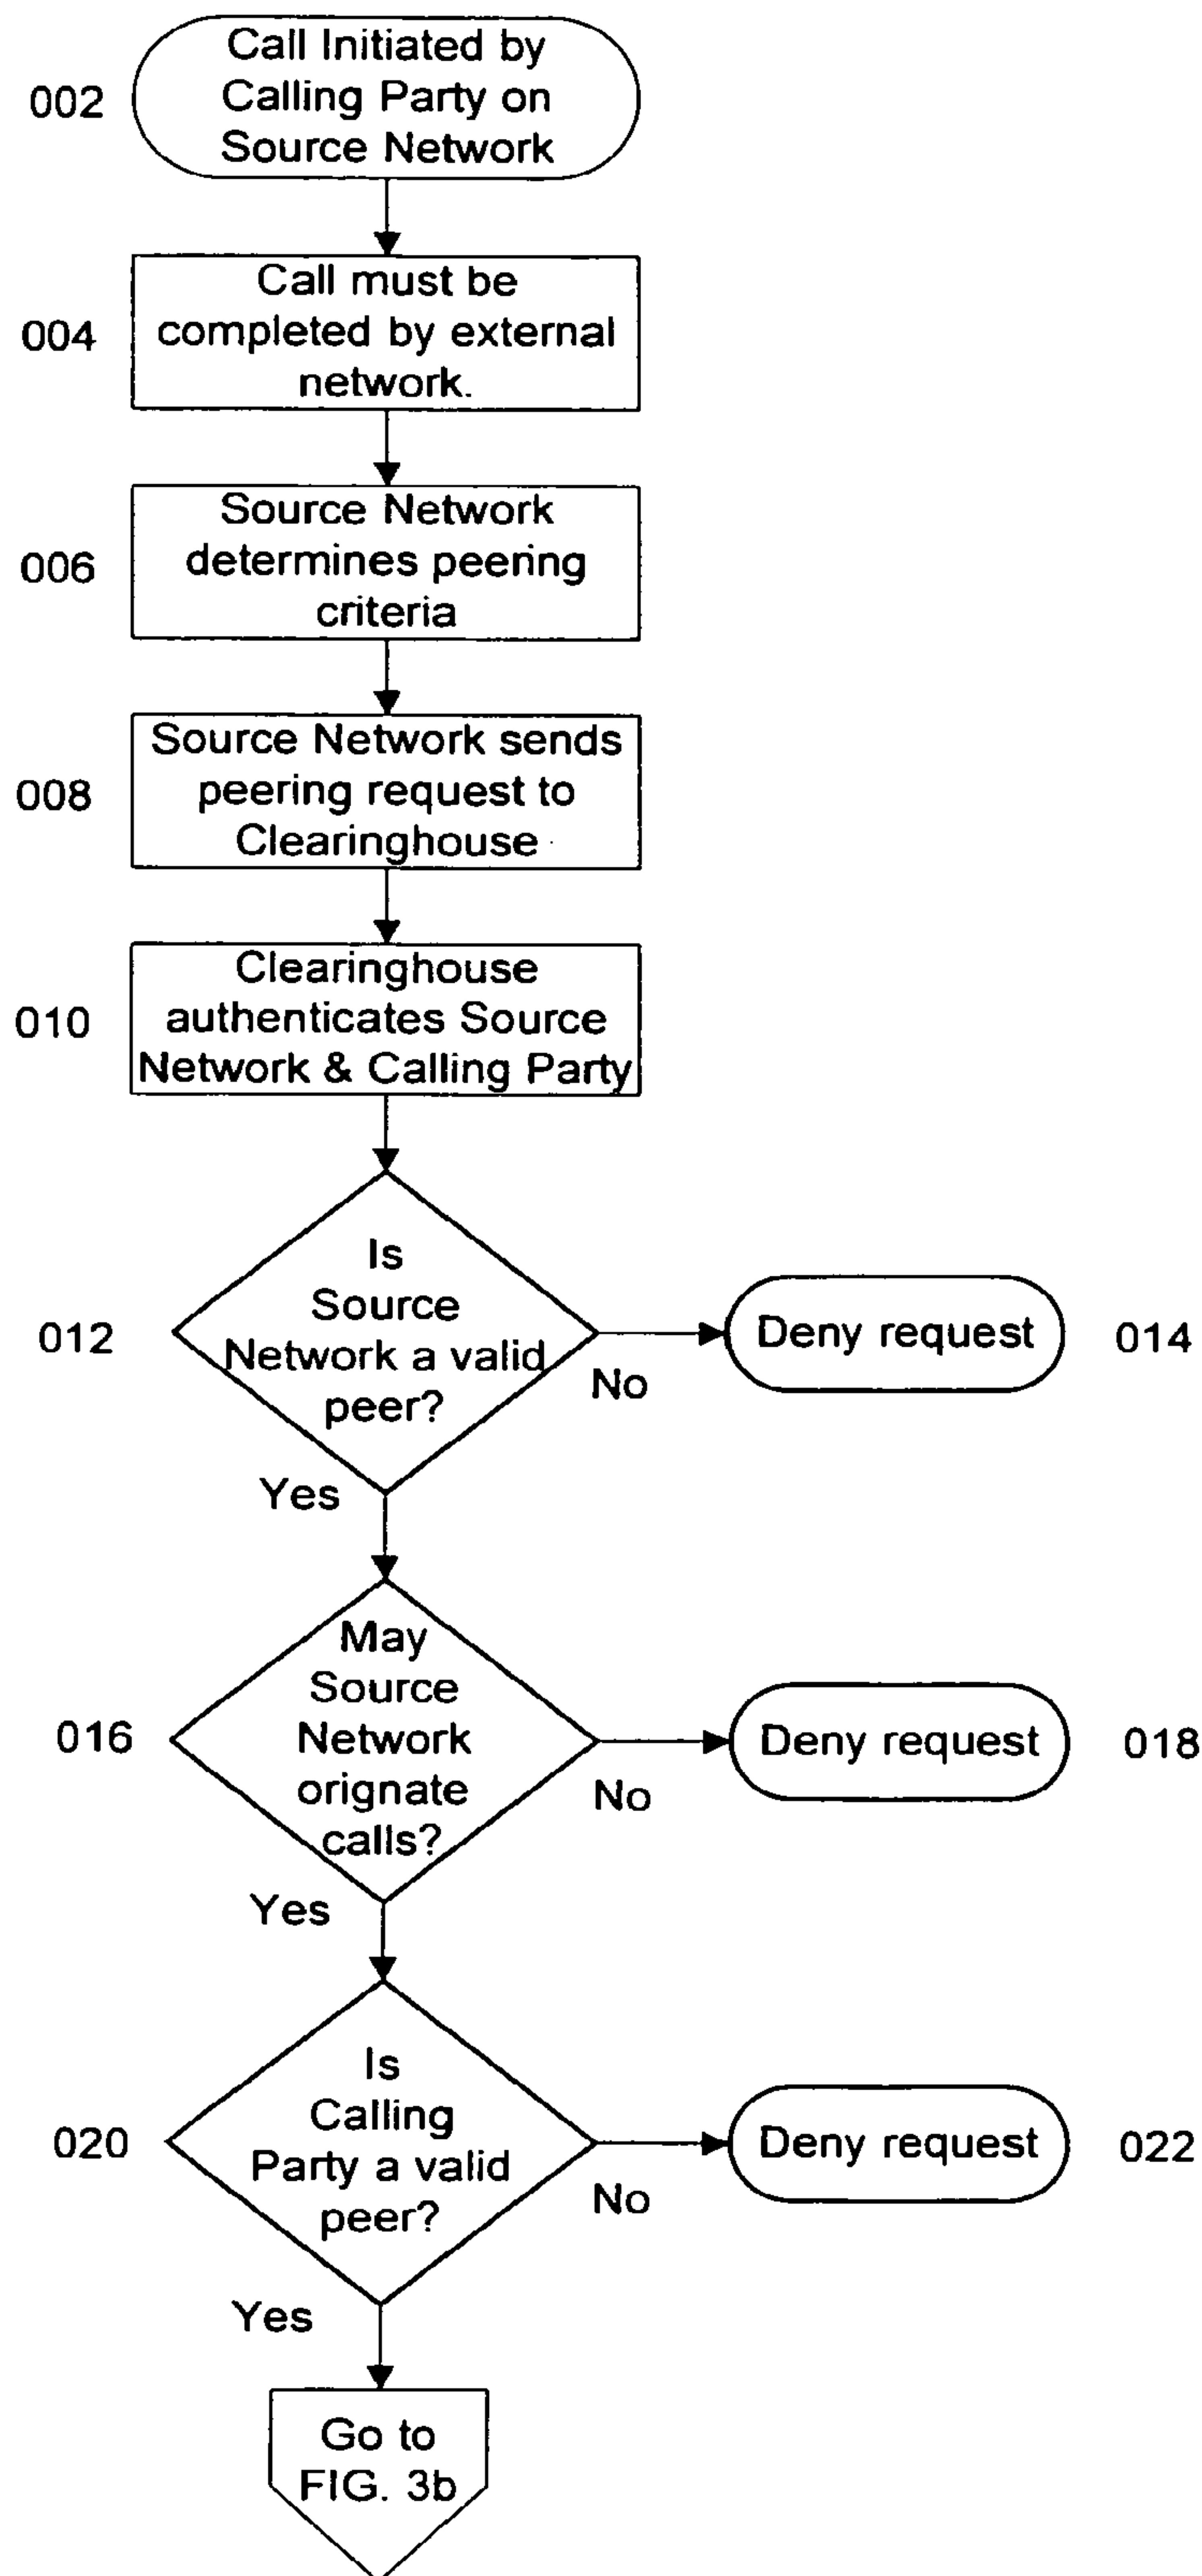 Call Initiated by
002
Calling Party on
Source Network
Call must be
004
completed by external
network.
Source Network
006
determines peering
criteria
Source Network sends
008
peering request to
Clearinghouse
Clearinghouse
010
authenticates Source
Network & Calling Party
Is
Source
012
Network a valid
peer?
Deny request
014
No
Yes
May
Source
016
Network
orignate
calls?
Deny request
018
No
Yes
Is
Calling
020
Party a valid
peer?
Deny request
022
No
Yes
Go to
FIG. 3b